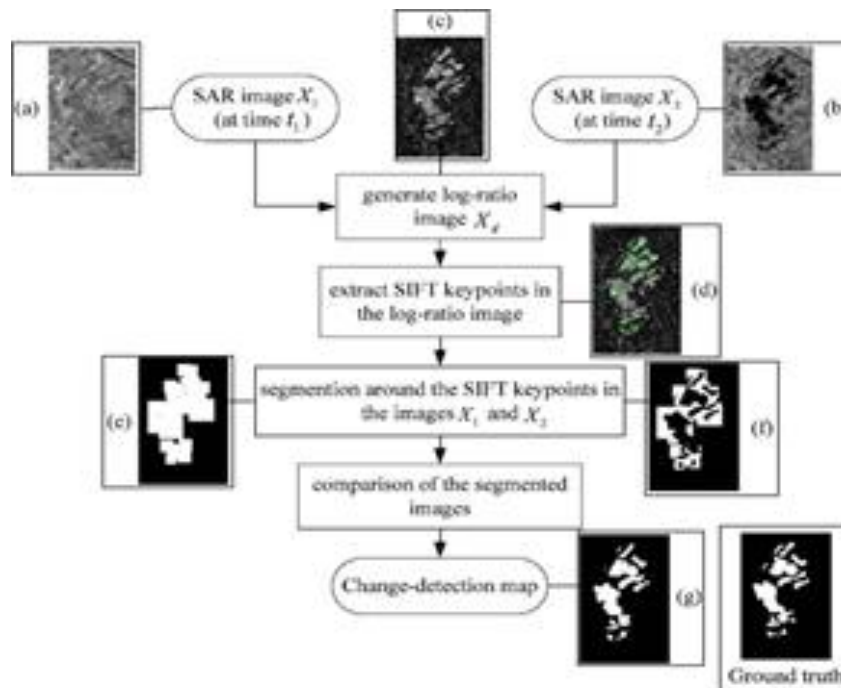 (c)
(a)
SAR image X₁
(at time t₁)
SAR image X₂
(at time t₂)
(b)
generate log-ratio
image X_d
extract SIFT keypoints in
the log-ratio image
(d)
(e)
segmention around the SIFT keypoints in
the images X₁ and X₂
(f)
comparison of the segmented
images
Change-detection map
(g)
Ground truth